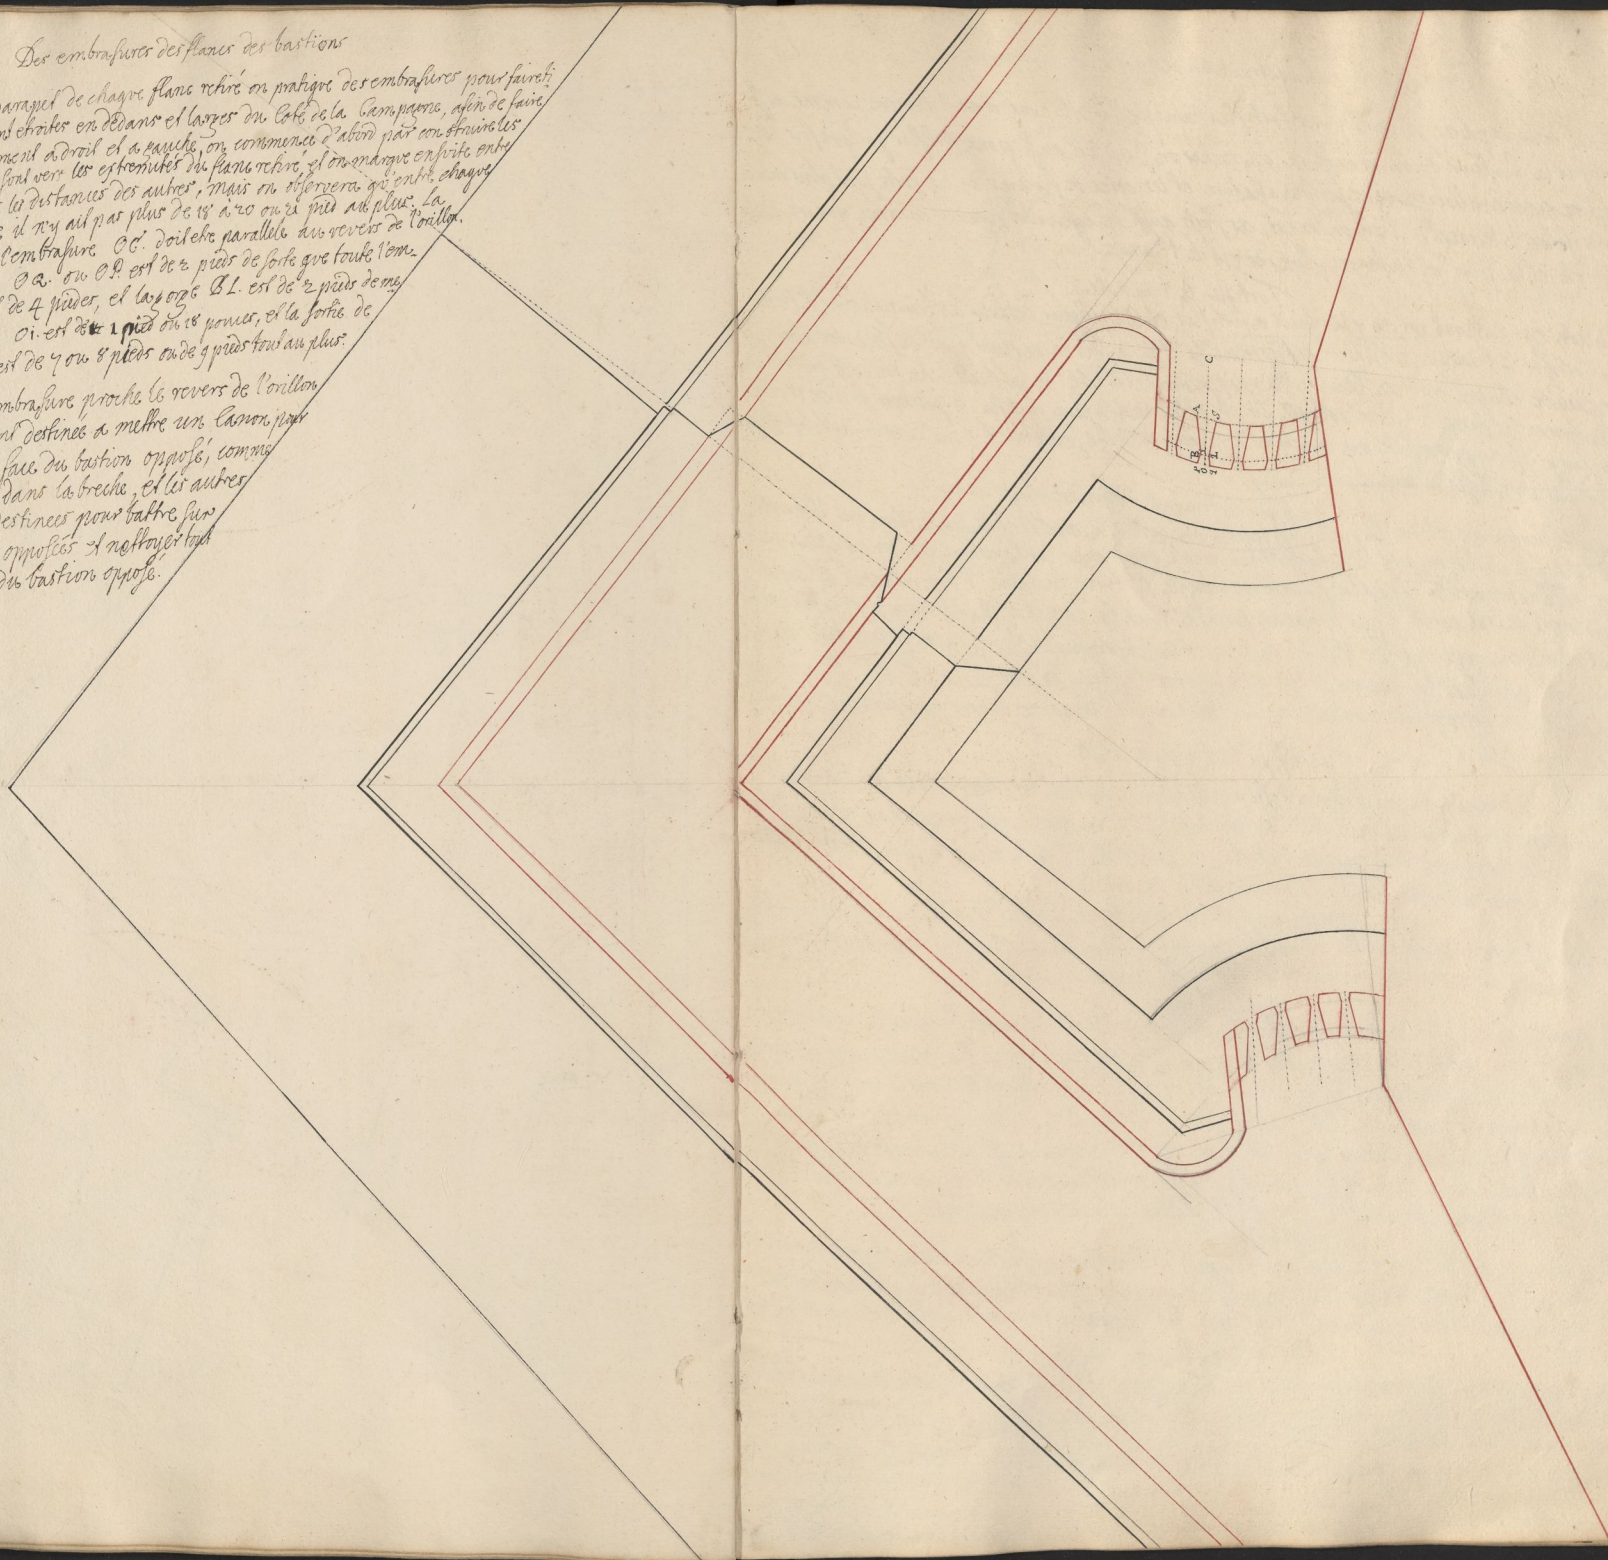 Des embrasures des flancs des bastions
parapet de chaque flanc retiré on pratique des embrasures pour faire ti
etroites en dedans et larges du Coté de la Campagne, afin de faire
ment a droit et a gauche, on commence d'abord par construire les
sont vers les extremités du flanc retiré, et on marque ensuite entre
les distances des autres, mais on observera qu'entre chaque
il n'y ait pas plus de 18 à 20 ou 21 pied au plus. La
l'embrasure OC. doit etre parallele au revers de l'orillon.
OQ. ou OP. est de 2 pieds de sorte que toute l'em-
de 4 pieds, et la gorge BL. est de 2 pieds de me
Oi. est de 1 pied ou 18 pouces, et la sortie de
est de 7 ou 8 pieds ou de 9 pieds tout au plus.
mbrasure proche le revers de l'orillon
destinée a mettre un Canon pour
face du bastion opposé, comme
dans la breche, et les autres
estinees pour battre sur
opposées et nettoyer tout
du bastion opposé.
C
A S
B L